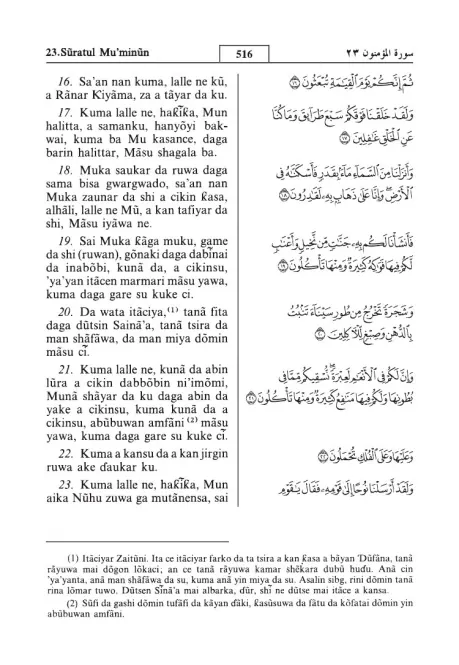 23.Sūratul Mu'minūn
516
سورة المؤمنون ٢٣
16. Sa'an nan kuma, lalle ne kū,
a Rānar Kiyāma, za a tāyar da ku.
17. Kuma lalle ne, haƙīƙa, Mun
halitta, a samanku, hanyōyi bak-
wai, kuma ba Mu kasance, daga
barin halittar, Māsu shagala ba.
18. Muka saukar da ruwa daga
sama bisa gwargwado, sa'an nan
Muka zaunar da shi a cikin ƙasa,
alhāli, lalle ne Mū, a kan tafiyar da
shi, Māsu iyāwa ne.
19. Sai Muka ƙāga muku, game
da shi (ruwan), gōnaki daga dabīnai
da inabōbi, kunā da, a cikinsu,
'ya'yan itācen marmari māsu yawa,
kuma daga gare su kuke ci.
20. Da wata itāciya,⁽¹⁾ tanā fita
daga dūtsin Saina'a, tanā tsira da
man shāfāwa, da man miya dōmin
māsu cī.
21. Kuma lalle ne, kunā da abin
lūra a cikin dabbōbin ni'imōmi,
Munā shāyar da ku daga abin da
yake a cikinsu, kuma kunā da a
cikinsu, abūbuwan amfāni ⁽²⁾ māsu
yawa, kuma daga gare su kuke cī.
22. Kuma a kansu da a kan jirgin
ruwa ake ɗaukar ku.
23. Kuma lalle ne, haƙīƙa, Mun
aika Nūhu zuwa ga mutānensa, sai
ثُمَّ إِنَّكُمْ يَوْمَ الْقِيَامَةِ تُبْعَثُونَ ١٦
وَلَقَدْ خَلَقْنَا فَوْقَكُمْ سَبْعَ طَرَائِقَ وَمَا كُنَّا
عَنِ الْخَلْقِ غَافِلِينَ ١٧
وَأَنزَلْنَا مِنَ السَّمَاءِ مَاءً بِقَدَرٍ فَأَسْكَنَّاهُ فِي
الْأَرْضِ وَإِنَّا عَلَىٰ ذَهَابٍ بِهِ لَقَادِرُونَ ١٨
فَأَنشَأْنَا لَكُم بِهِ جَنَّاتٍ مِّن نَّخِيلٍ وَأَعْنَابٍ
لَّكُمْ فِيهَا فَوَاكِهُ كَثِيرَةٌ وَمِنْهَا تَأْكُلُونَ ١٩
وَشَجَرَةً تَخْرُجُ مِن طُورِ سَيْنَاءَ تَنبُتُ
بِالدُّهْنِ وَصِبْغٍ لِّلْآكِلِينَ ٢٠
وَإِنَّ لَكُمْ فِي الْأَنْعَامِ لَعِبْرَةً نُّسْقِيكُم مِّمَّا فِي
بُطُونِهَا وَلَكُمْ فِيهَا مَنَافِعُ كَثِيرَةٌ وَمِنْهَا تَأْكُلُونَ ٢١
وَعَلَيْهَا وَعَلَى الْفُلْكِ تُحْمَلُونَ ٢٢
وَلَقَدْ أَرْسَلْنَا نُوحًا إِلَىٰ قَوْمِهِ فَقَالَ يَا قَوْمِ
(1) Itāciyar Zaitūni. Ita ce itāciyar farko da ta tsira a kan ƙasa a bāyan 'Dūfāna, tanā
rāyuwa mai dōgon lōkaci; an ce tanā rāyuwa kamar shēkara dubū huɗu. Anā cin
'ya'yanta, anā man shāfāwa da su, kuma anā yin miya da su. Asalin sibg, rini dōmin tanā
rina lōmar tuwo. Dūtsen Sīnā'a mai albarka, dūr, shī ne dūtse mai itāce a kansa.
(2) Sūfi da gashi dōmin tufāfi da kāyan ɗāki, ƙasūsuwa da fātu da kōfatai dōmin yin
abūbuwan amfāni.